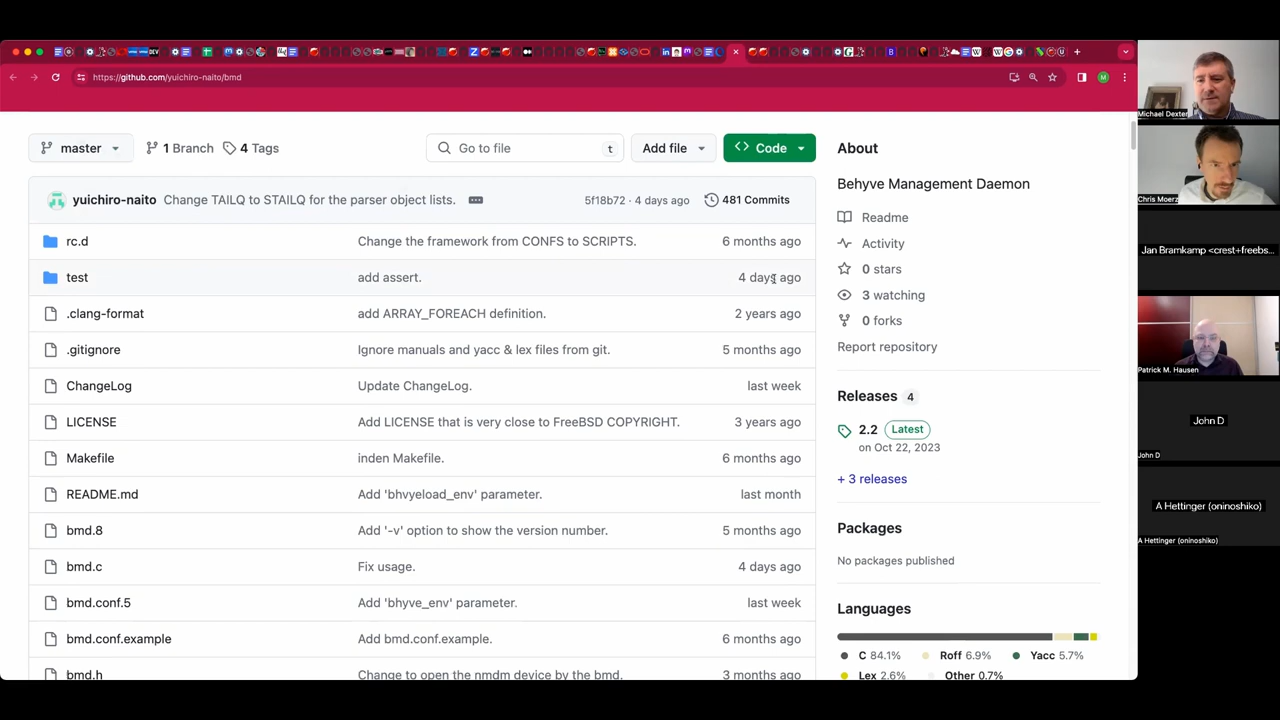 https://github.com/yuichiro-naito/bmd
M
master
1 Branch
4 Tags
Go to file
t
Add file
Code
yuichiro-naito Change TAILQ to STAILQ for the parser object lists. 5f18b72 · 4 days ago 481 Commits
rc.d Change the framework from CONFS to SCRIPTS. 6 months ago
test add assert. 4 days ago
.clang-format add ARRAY_FOREACH definition. 2 years ago
.gitignore Ignore manuals and yacc & lex files from git. 5 months ago
ChangeLog Update ChangeLog. last week
LICENSE Add LICENSE that is very close to FreeBSD COPYRIGHT. 3 years ago
Makefile inden Makefile. 6 months ago
README.md Add 'bhvyeload_env' parameter. last month
bmd.8 Add '-v' option to show the version number. 5 months ago
bmd.c Fix usage. 4 days ago
bmd.conf.5 Add 'bhyve_env' parameter. last week
bmd.conf.example Add bmd.conf.example. 6 months ago
bmd.h Change to open the nmdm device by the bmd. 3 months ago
About
Behyve Management Daemon
Readme
Activity
0 stars
3 watching
0 forks
Report repository
Releases 4
2.2 Latest
on Oct 22, 2023
+ 3 releases
Packages
No packages published
Languages
C 84.1% Roff 6.9% Yacc 5.7%
Lex 2.6% Other 0.7%
Michael Dexter
Chris Moerz
Jan Bramkamp <crest+freebs...
Patrick M. Hausen
John D
John D
A Hettinger (oninoshiko)
A Hettinger (oninoshiko)